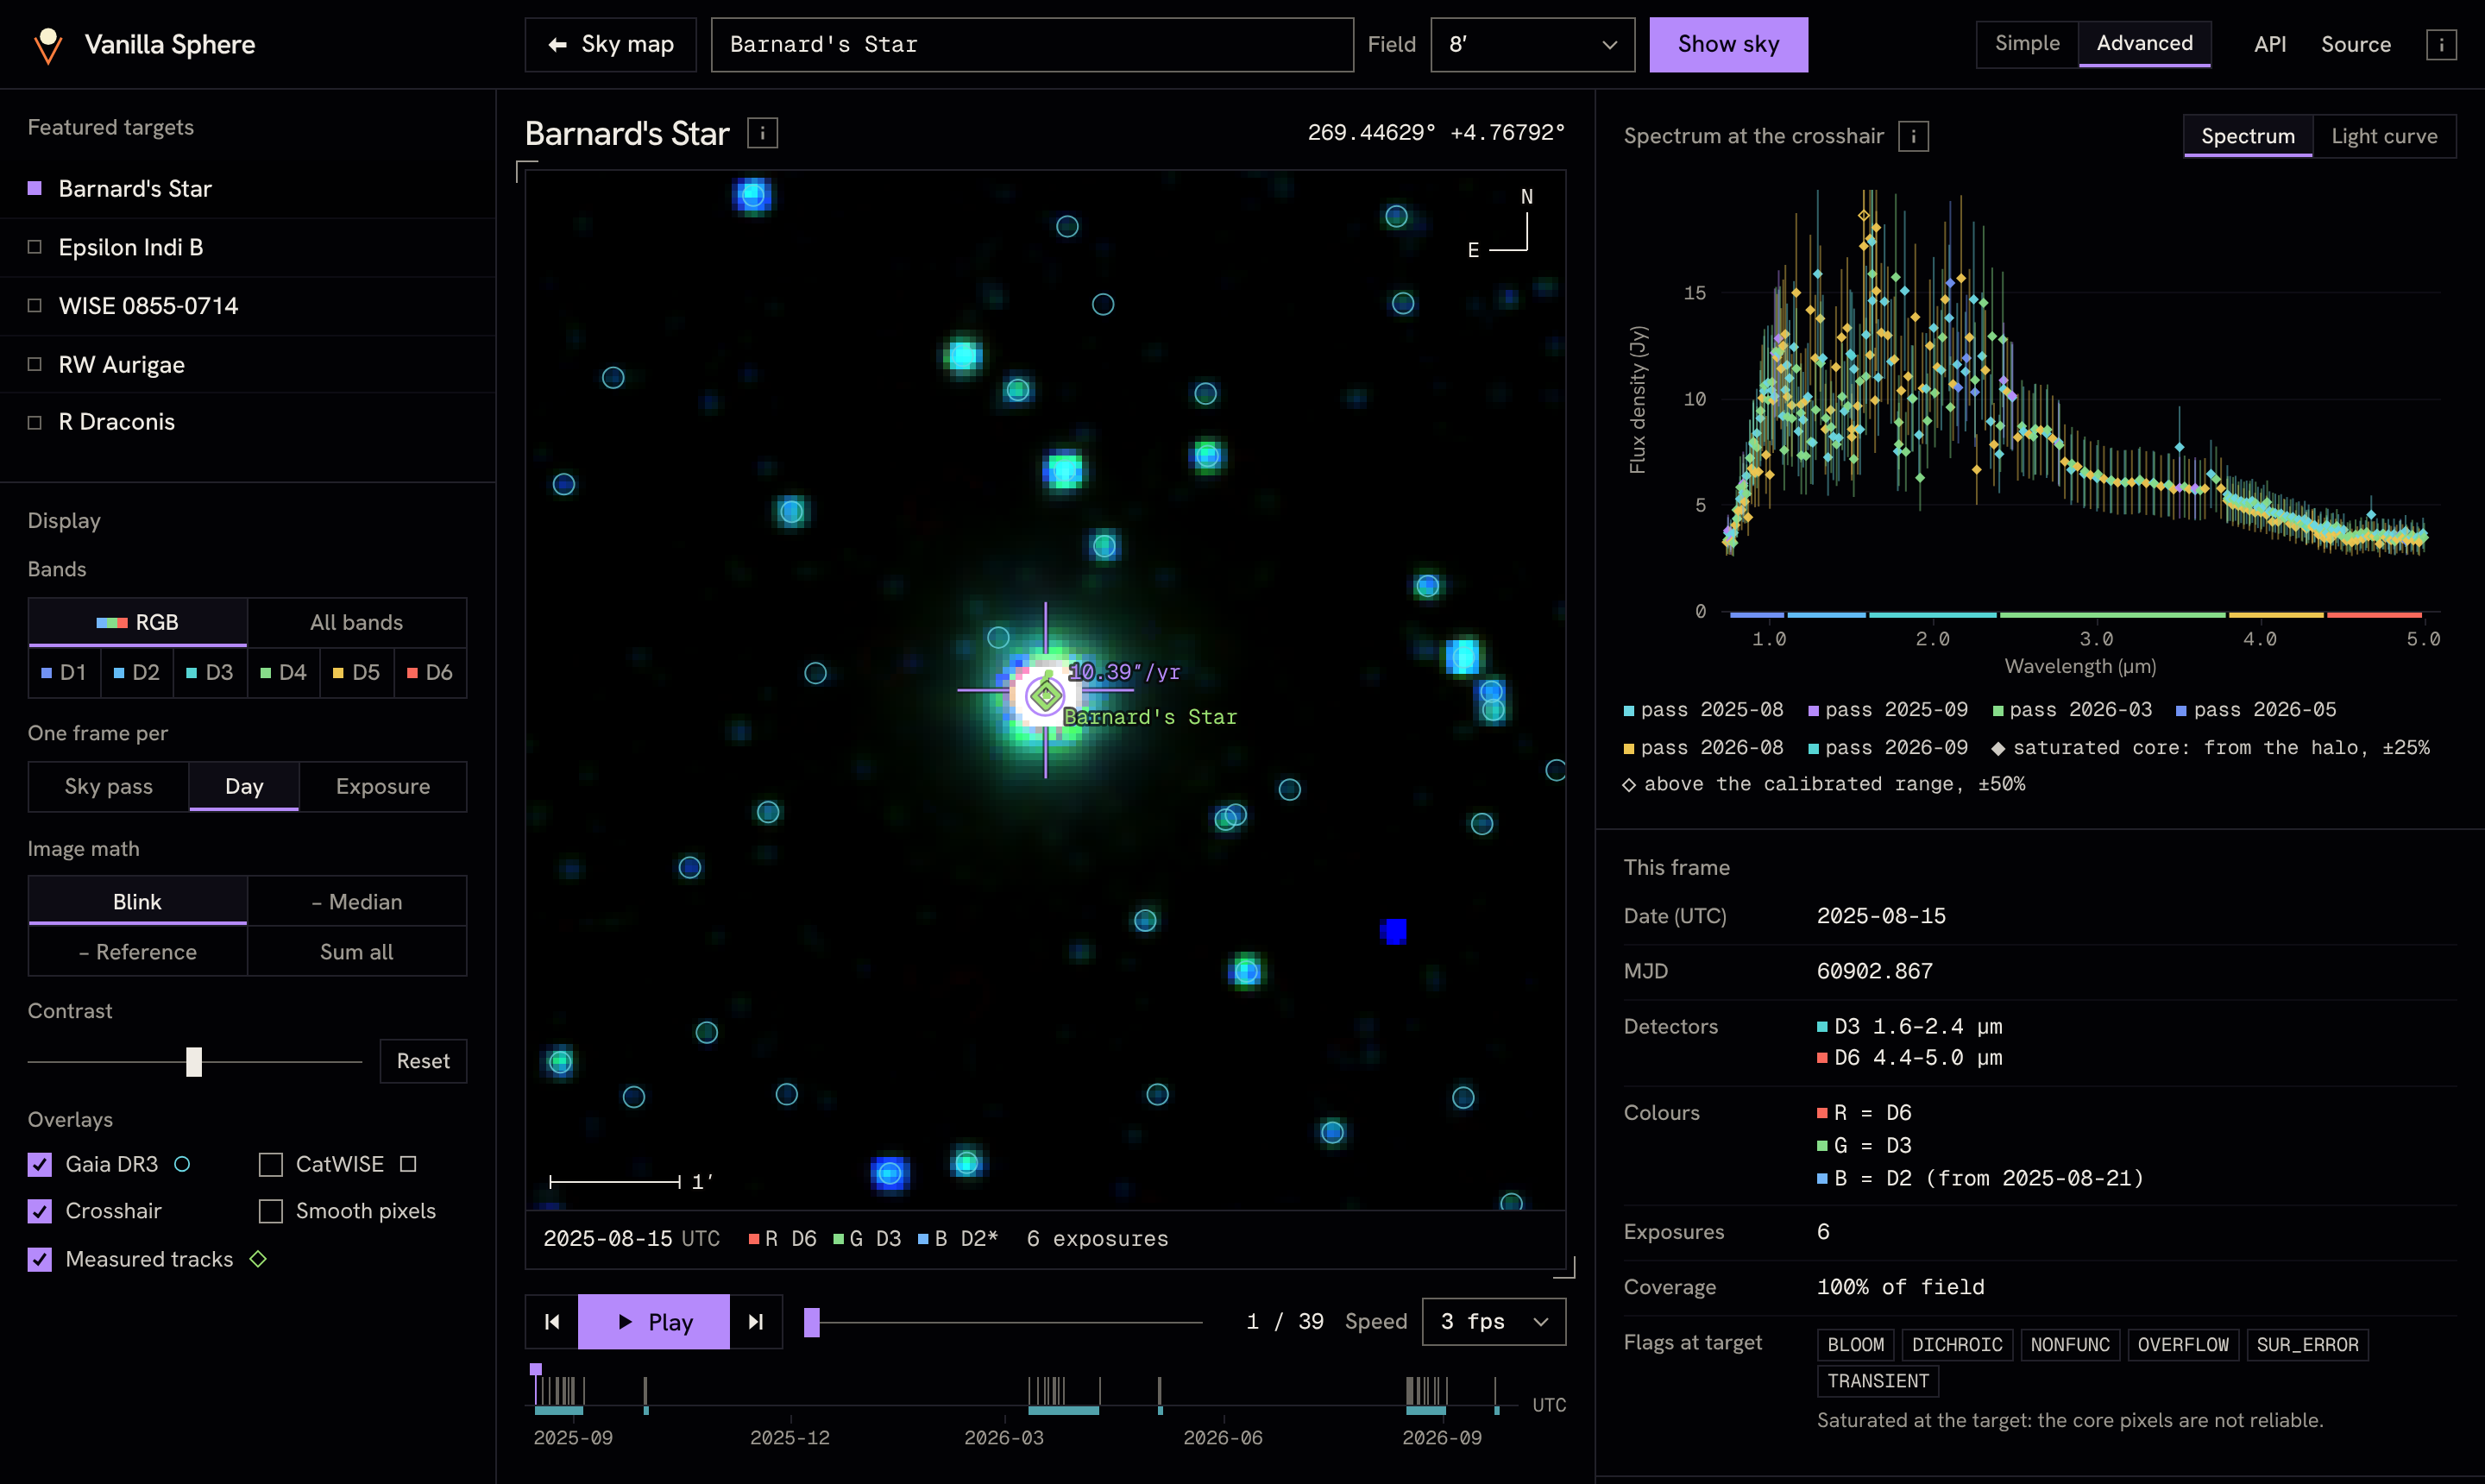 Vanilla Sphere
Sky map
Barnard's Star
Field
8′
Show sky
Simple
Advanced
API
Source
i
Featured targets
Barnard's Star
Epsilon Indi B
WISE 0855-0714
RW Aurigae
R Draconis
Display
Bands
RGB
All bands
D1 D2 D3 D4 D5 D6
One frame per
Sky pass
Day
Exposure
Image math
Blink
– Median
– Reference
Sum all
Contrast
Reset
Overlays
Gaia DR3
CatWISE
Crosshair
Smooth pixels
Measured tracks
Barnard's Star
i
269.44629° +4.76792°
N
E
10.39″/yr
Barnard's Star
1′
2025-08-15 UTC R D6 G D3 B D2* 6 exposures
Play
1 / 39
Speed
3 fps
UTC
2025-09 2025-12 2026-03 2026-06 2026-09
Spectrum at the crosshair
i
Spectrum
Light curve
Flux density (Jy)
15
10
5
0
1.0 2.0 3.0 4.0 5.0
Wavelength (µm)
pass 2025-08 pass 2025-09 pass 2026-03 pass 2026-05
pass 2026-08 pass 2026-09 saturated core: from the halo, ±25%
above the calibrated range, ±50%
This frame
Date (UTC) 2025-08-15
MJD 60902.867
Detectors D3 1.6–2.4 µm
D6 4.4–5.0 µm
Colours R = D6
G = D3
B = D2 (from 2025-08-21)
Exposures 6
Coverage 100% of field
Flags at target BLOOM DICHROIC NONFUNC OVERFLOW SUR_ERROR
TRANSIENT
Saturated at the target: the core pixels are not reliable.